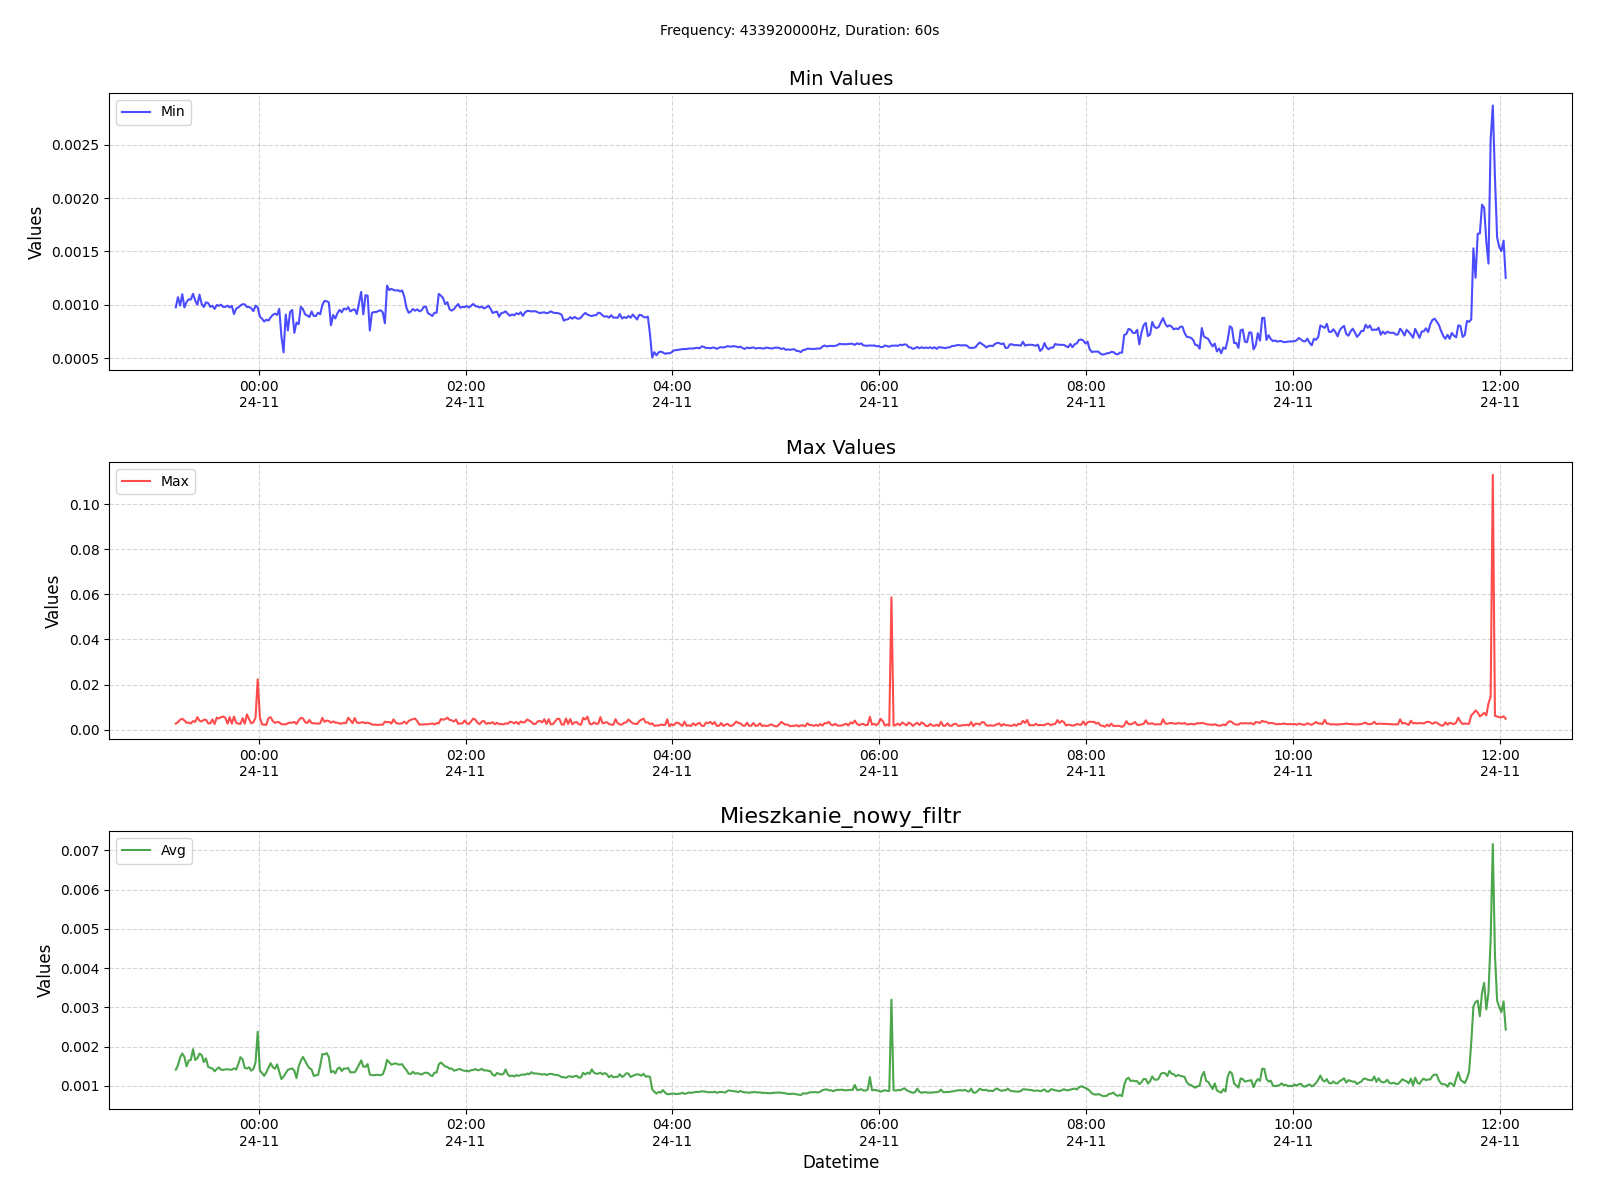 Frequency: 433920000Hz, Duration: 60s
Min Values
Min
Values
0.0025
0.0020
0.0015
0.0010
0.0005
00:00 02:00 04:00 06:00 08:00 10:00 12:00
24-11 24-11 24-11 24-11 24-11 24-11 24-11
Max Values
Max
Values
0.10
0.08
0.06
0.04
0.02
0.00
00:00 02:00 04:00 06:00 08:00 10:00 12:00
24-11 24-11 24-11 24-11 24-11 24-11 24-11
Mieszkanie_nowy_filtr
Avg
Values
0.007
0.006
0.005
0.004
0.003
0.002
0.001
00:00 02:00 04:00 06:00 08:00 10:00 12:00
24-11 24-11 24-11 24-11 24-11 24-11 24-11
Datetime